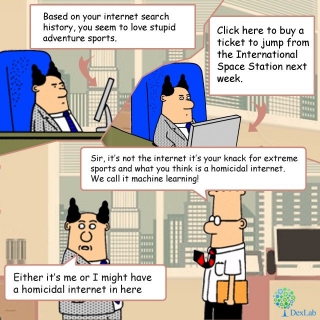 Based on your internet search
history, you seem to love stupid
adventure sports.
Click here to buy a
ticket to jump from
the International
Space Station next
week.
Sir, it's not the internet it's your knack for extreme
sports and what you think is a homicidal internet.
We call it machine learning!
Either it's me or I might have
a homicidal internet in here
DexLab